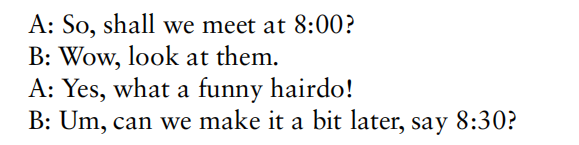 A: So, shall we meet at 8:00?
B: Wow, look at them.
A: Yes, what a funny hairdo!
B: Um, can we make it a bit later, say 8:30?